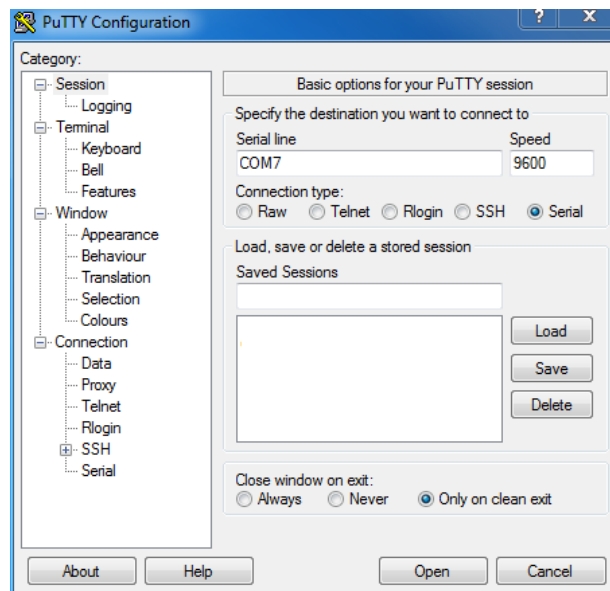 PuTTY Configuration
? X
Category:
Session
Logging
Terminal
Keyboard
Bell
Features
Window
Appearance
Behaviour
Translation
Selection
Colours
Connection
Data
Proxy
Telnet
Rlogin
SSH
Serial
Basic options for your PuTTY session
Specify the destination you want to connect to
Serial line Speed
COM7 9600
Connection type:
Raw Telnet Rlogin SSH Serial
Load, save or delete a stored session
Saved Sessions
Load
Save
Delete
Close window on exit:
Always Never Only on clean exit
About Help Open Cancel